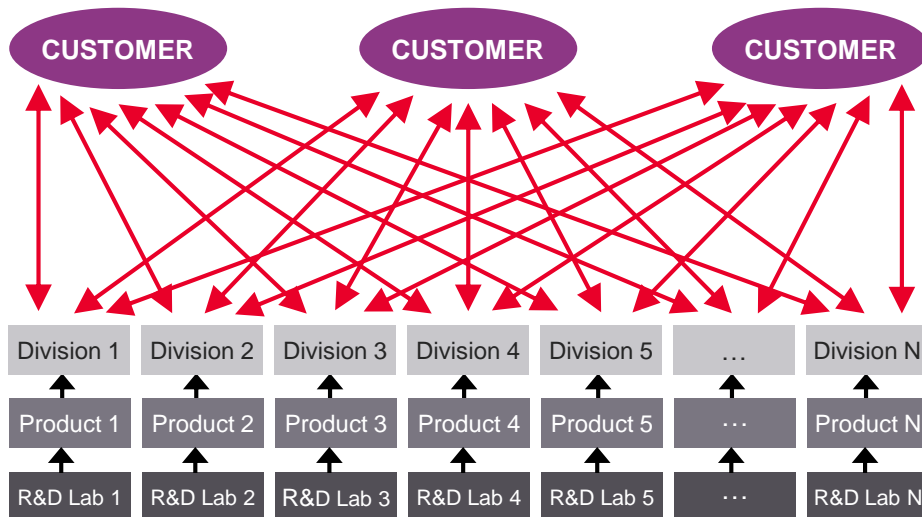 CUSTOMER CUSTOMER CUSTOMER
Division 1 Division 2 Division 3 Division 4 Division 5 ... Division N
Product 1 Product 2 Product 3 Product 4 Product 5 ... Product N
R&D Lab 1 R&D Lab 2 R&D Lab 3 R&D Lab 4 R&D Lab 5 ... R&D Lab N